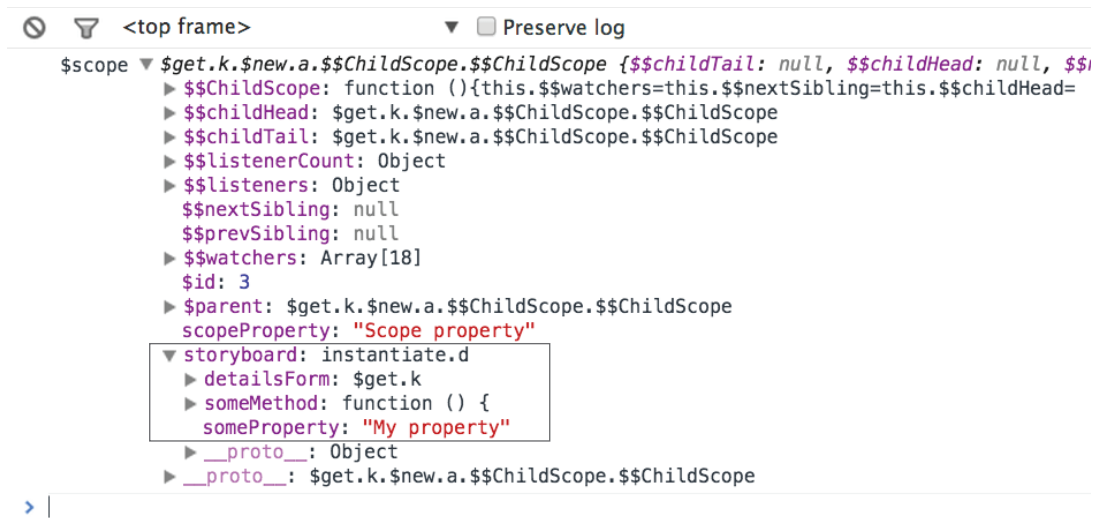 <top frame> ▼ Preserve log
$scope ▼ $get.k.$new.a.$$ChildScope.$$ChildScope {$$childTail: null, $$childHead: null, $$
▶ $$ChildScope: function (){this.$$watchers=this.$$nextSibling=this.$$childHead=
▶ $$childHead: $get.k.$new.a.$$ChildScope.$$ChildScope
▶ $$childTail: $get.k.$new.a.$$ChildScope.$$ChildScope
▶ $$listenerCount: Object
▶ $$listeners: Object
$$nextSibling: null
$$prevSibling: null
▶ $$watchers: Array[18]
$id: 3
▶ $parent: $get.k.$new.a.$$ChildScope.$$ChildScope
scopeProperty: "Scope property"
▼ storyboard: instantiate.d
▶ detailsForm: $get.k
▶ someMethod: function () {
someProperty: "My property"
▶ __proto__: Object
▶ __proto__: $get.k.$new.a.$$ChildScope.$$ChildScope
>